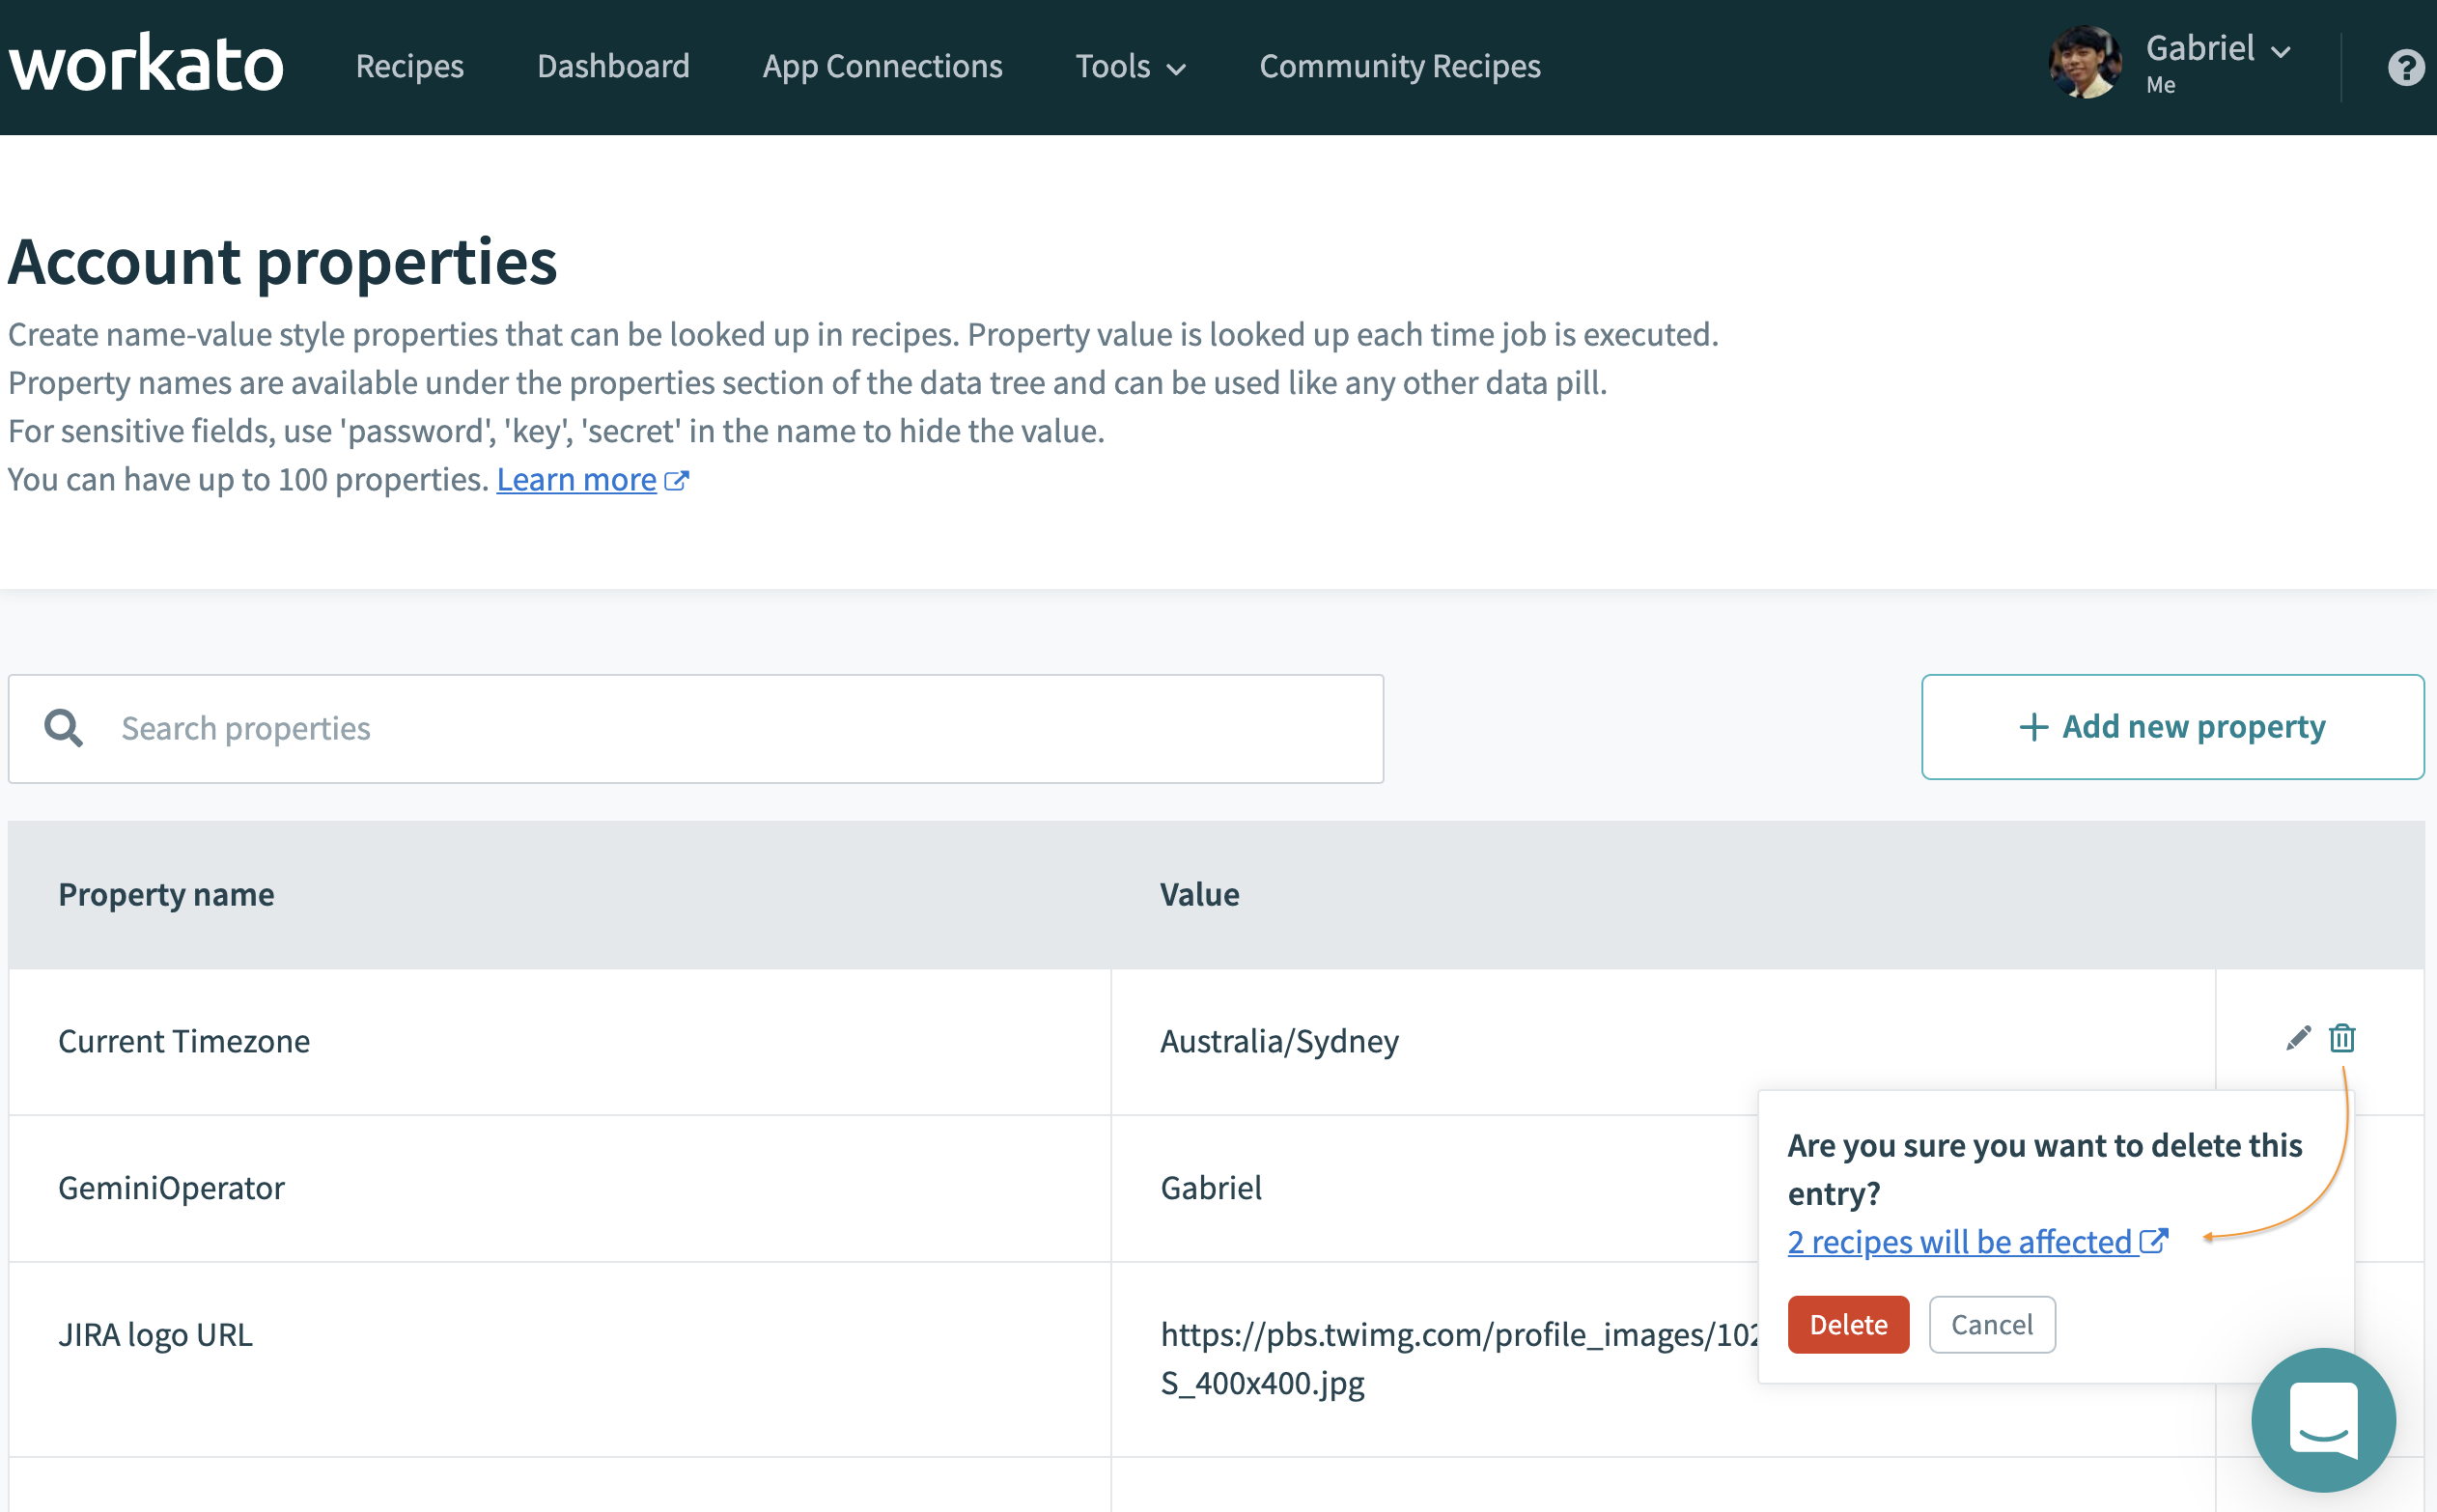 workato
Recipes
Dashboard
App Connections
Tools
Community Recipes
Gabriel
Me
?
Account properties
Create name-value style properties that can be looked up in recipes. Property value is looked up each time job is executed.
Property names are available under the properties section of the data tree and can be used like any other data pill.
For sensitive fields, use 'password', 'key', 'secret' in the name to hide the value.
You can have up to 100 properties. Learn more
Search properties
+ Add new property
Property name
Value
Current Timezone
Australia/Sydney
GeminiOperator
Gabriel
JIRA logo URL
https://pbs.twimg.com/profile_images/102
S_400x400.jpg
Are you sure you want to delete this
entry?
2 recipes will be affected
Delete
Cancel